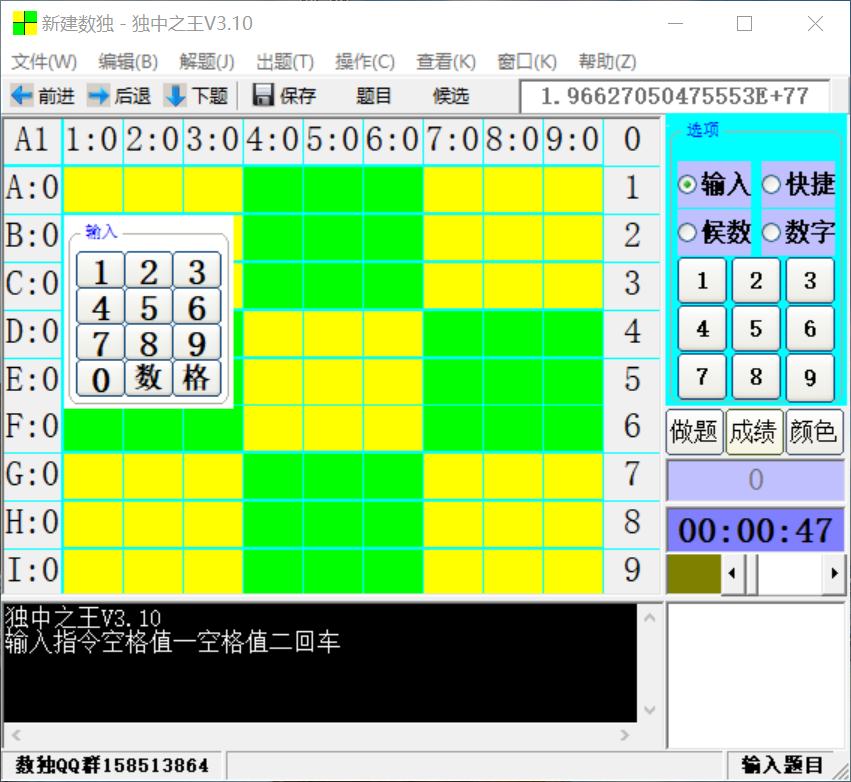 新建数独 - 独中之王V3.10
文件(W) 编辑(B) 解题(J) 出题(T) 操作(C) 查看(K) 窗口(K) 帮助(Z)
前进 后退 下题 保存 题目 候选 1.96627050475553E+77
A1 1:0 2:0 3:0 4:0 5:0 6:0 7:0 8:0 9:0 0
A:0 1
B:0 2
C:0 3
D:0 4
E:0 5
F:0 6
G:0 7
H:0 8
I:0 9
输入
1 2 3
4 5 6
7 8 9
0 数 格
选项
输入 快捷
候数 数字
1 2 3
4 5 6
7 8 9
做题 成绩 颜色
0
00:00:47
独中之王V3.10
输入指令空格值一空格值二回车
数独QQ群158513864 输入题目